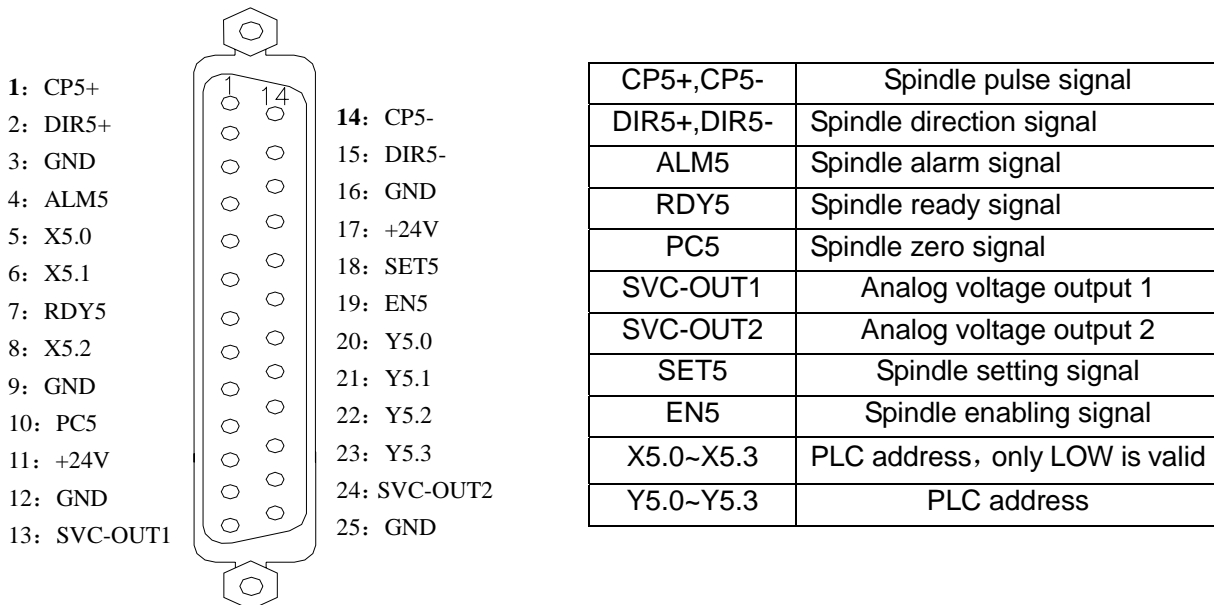 1：CP5+
2：DIR5+
3：GND
4：ALM5
5：X5.0
6：X5.1
7：RDY5
8：X5.2
9：GND
10：PC5
11：+24V
12：GND
13：SVC-OUT1
1
14
14：CP5-
15：DIR5-
16：GND
17：+24V
18：SET5
19：EN5
20：Y5.0
21：Y5.1
22：Y5.2
23：Y5.3
24：SVC-OUT2
25：GND
CP5+,CP5- Spindle pulse signal
DIR5+,DIR5- Spindle direction signal
ALM5 Spindle alarm signal
RDY5 Spindle ready signal
PC5 Spindle zero signal
SVC-OUT1 Analog voltage output 1
SVC-OUT2 Analog voltage output 2
SET5 Spindle setting signal
EN5 Spindle enabling signal
X5.0~X5.3 PLC address，only LOW is valid
Y5.0~Y5.3 PLC address